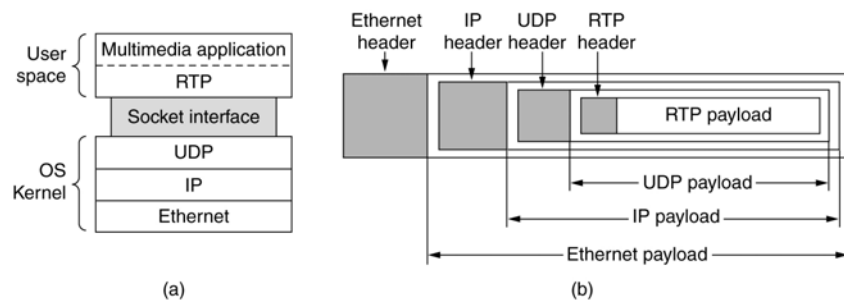 User
space
Multimedia application
RTP
Socket interface
OS
Kernel
UDP
IP
Ethernet
(a)
Ethernet
header
IP
header
UDP
header
RTP
header
RTP payload
UDP payload
IP payload
Ethernet payload
(b)